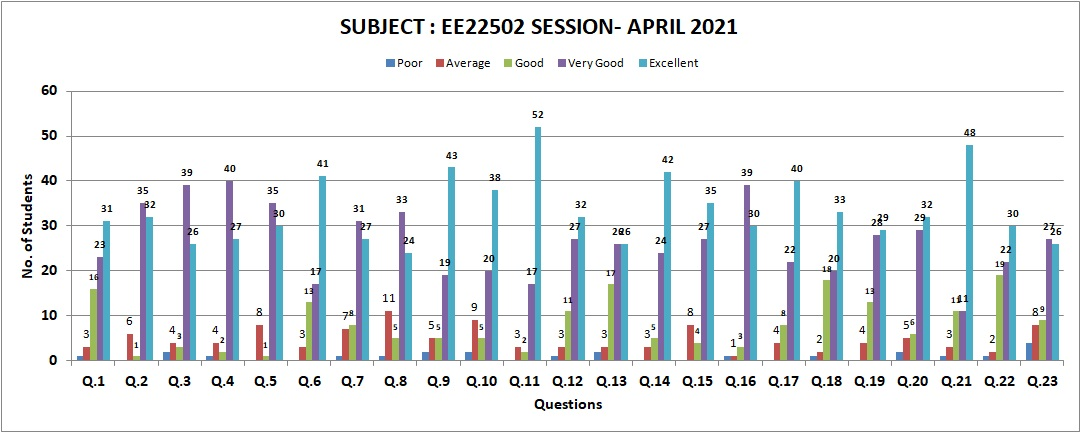 SUBJECT : EE22502 SESSION- APRIL 2021
Poor Average Good Very Good Excellent
No. of Students
60
50
40
30
20
10
0
3 16 23 31
6 1 35 32
4 3 39 26
4 2 40 27
8 1 35 30
3 13 17 41
7 8 31 27
11 5 33 24
5 5 19 43
9 5 20 38
3 2 17 52
3 11 27 32
3 17 26 26
3 5 24 42
8 4 27 35
1 3 39 30
4 8 22 40
2 18 20 33
4 13 28 29
5 6 29 32
3 11 11 48
2 19 22 30
8 9 27 26
Q.1 Q.2 Q.3 Q.4 Q.5 Q.6 Q.7 Q.8 Q.9 Q.10 Q.11 Q.12 Q.13 Q.14 Q.15 Q.16 Q.17 Q.18 Q.19 Q.20 Q.21 Q.22 Q.23
Questions